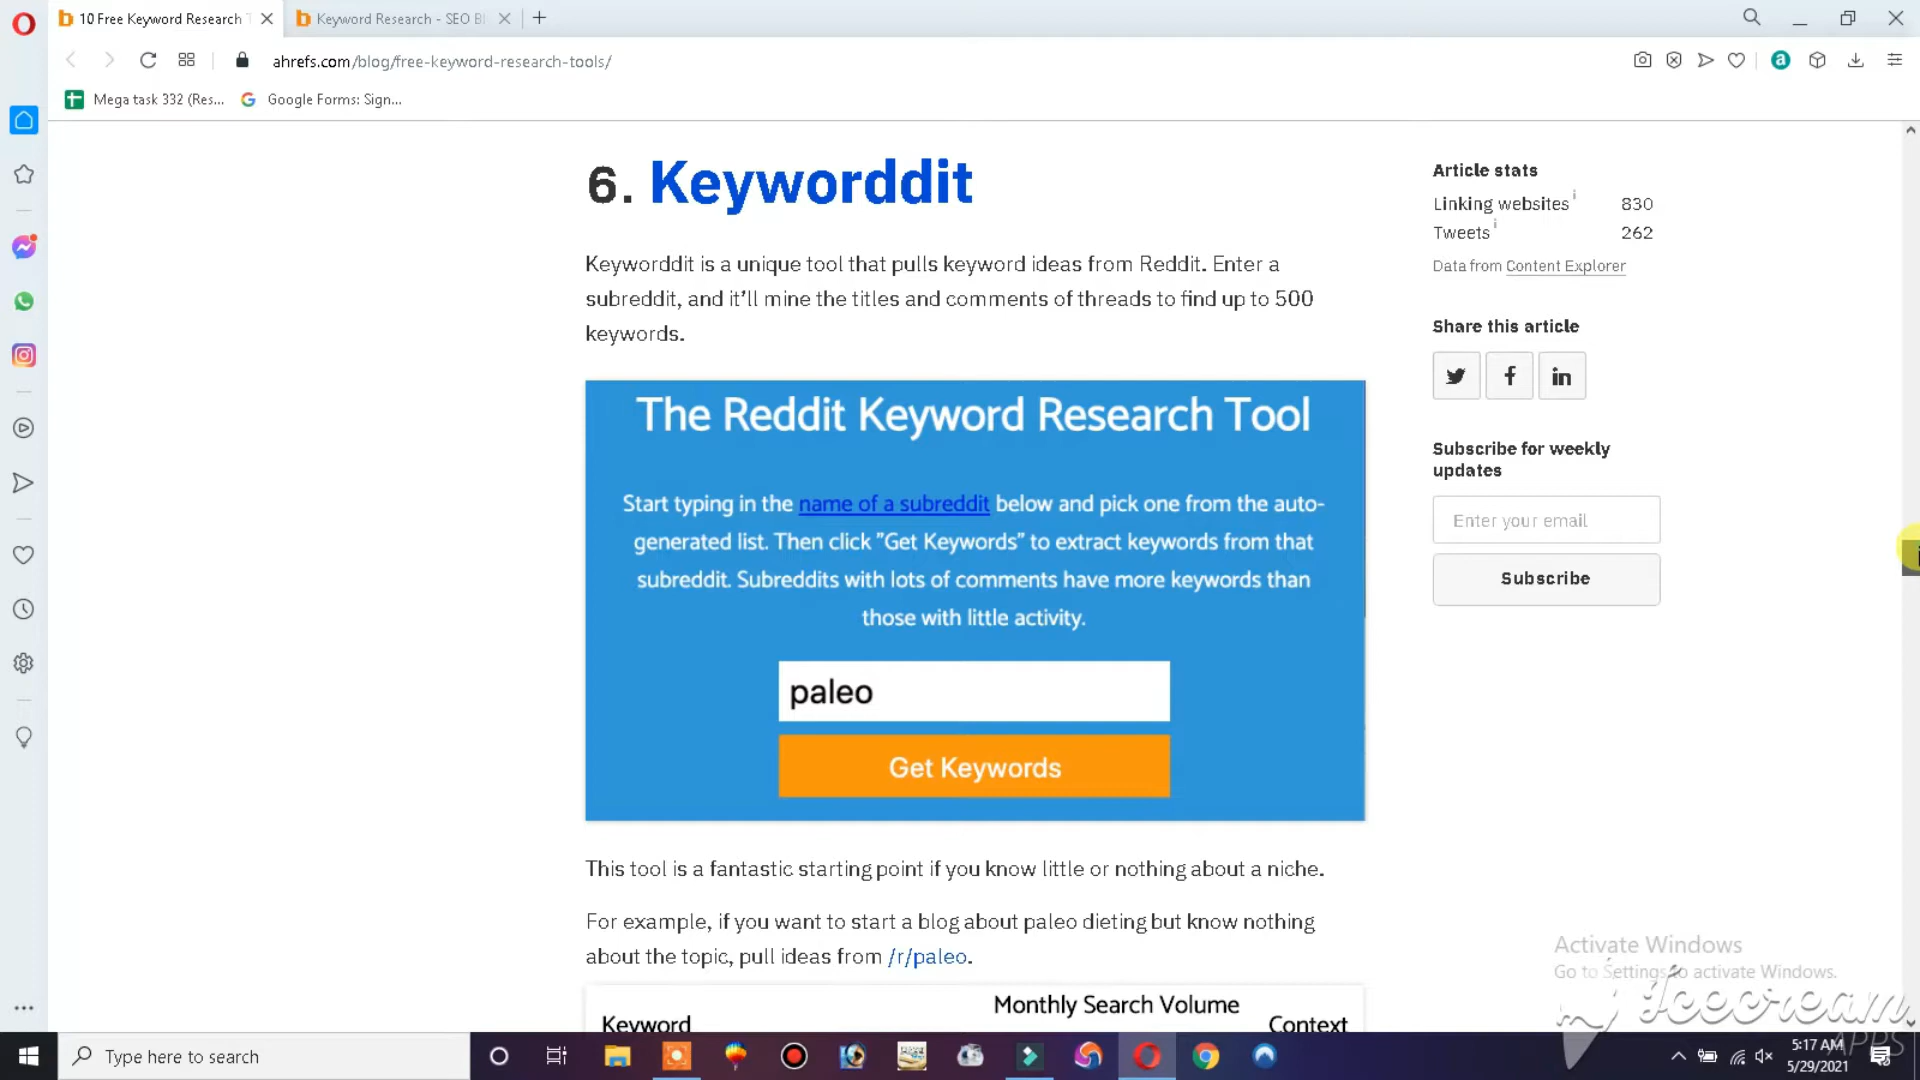 10 Free Keyword Research
Keyword Research - SEO
ahrefs.com/blog/free-keyword-research-tools/
Mega task 332 (Res...
Google Forms: Sign...
6. Keyworddit
Keyworddit is a unique tool that pulls keyword ideas from Reddit. Enter a
subreddit, and it’ll mine the titles and comments of threads to find up to 500
keywords.
The Reddit Keyword Research Tool
Start typing in the name of a subreddit below and pick one from the auto-
generated list. Then click "Get Keywords" to extract keywords from that
subreddit. Subreddits with lots of comments have more keywords than
those with little activity.
paleo
Get Keywords
This tool is a fantastic starting point if you know little or nothing about a niche.
For example, if you want to start a blog about paleo dieting but know nothing
about the topic, pull ideas from /r/paleo.
Monthly Search Volume
Keyword
Context
Article stats
Linking websites i 830
Tweets i 262
Data from Content Explorer
Share this article
Subscribe for weekly
updates
Enter your email
Subscribe
Activate Windows
Go to Settings to activate Windows.
Icecream
APPS
Type here to search
5:17 AM
5/29/2021